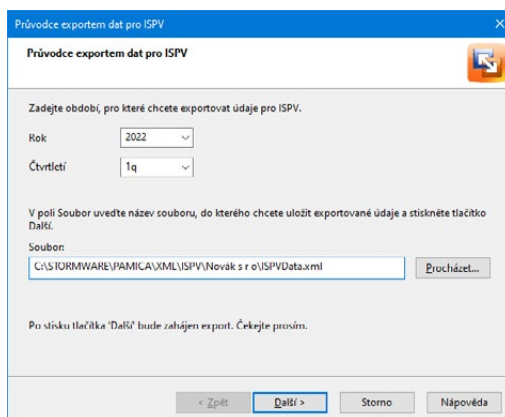 Průvodce exportem dat pro ISPV
Průvodce exportem dat pro ISPV
Zadejte období, pro které chcete exportovat údaje pro ISPV.
Rok 2022
Čtvrtletí 1q
V poli Soubor uveďte název souboru, do kterého chcete uložit exportované údaje a stiskněte tlačítko
Další.
Soubor:
C:\STORMWARE\PAMICA\XML\ISPV\Novák s r o\ISPVData.xml Procházet...
Po stisku tlačítka 'Další' bude zahájen export. Čekejte prosím.
< Zpět Další > Storno Nápověda